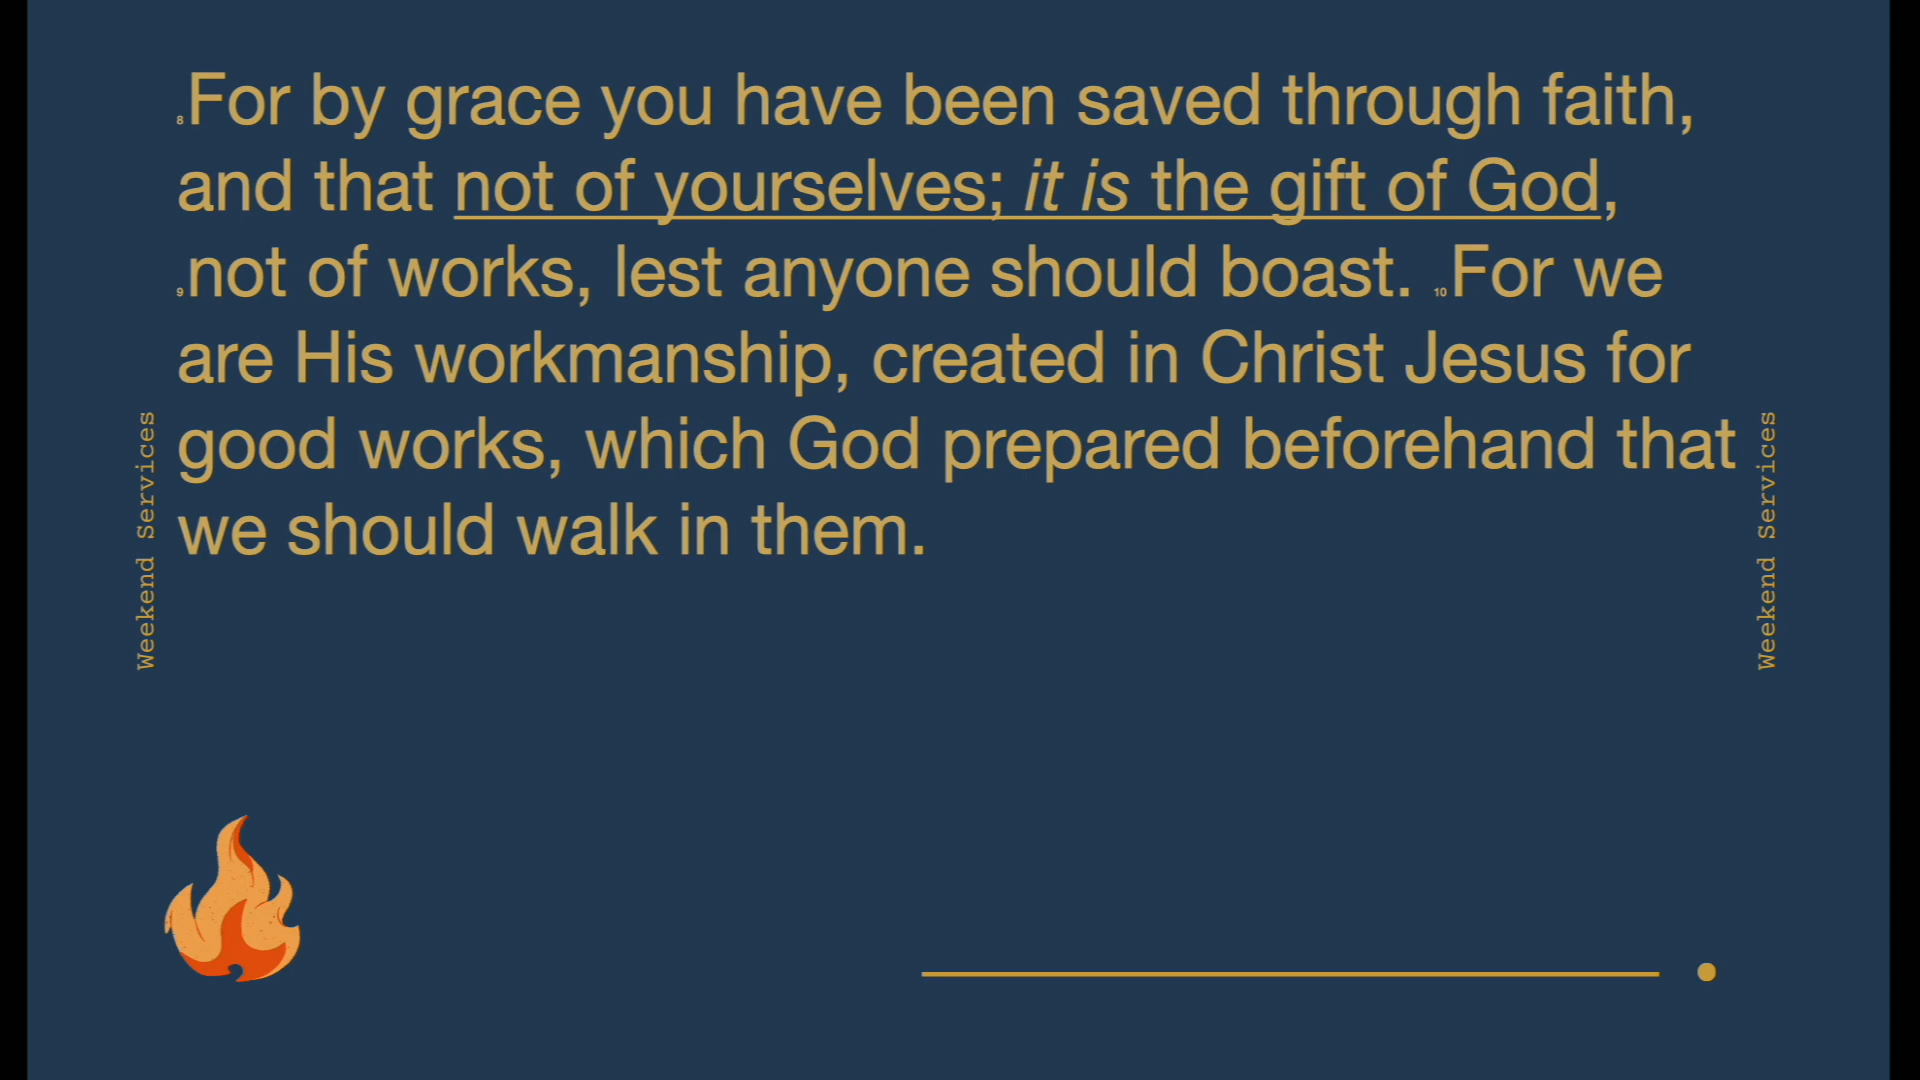 8For by grace you have been saved through faith,
and that not of yourselves; it is the gift of God,
9not of works, lest anyone should boast. 10For we
are His workmanship, created in Christ Jesus for
good works, which God prepared beforehand that
we should walk in them.
Weekend Services
Weekend Services